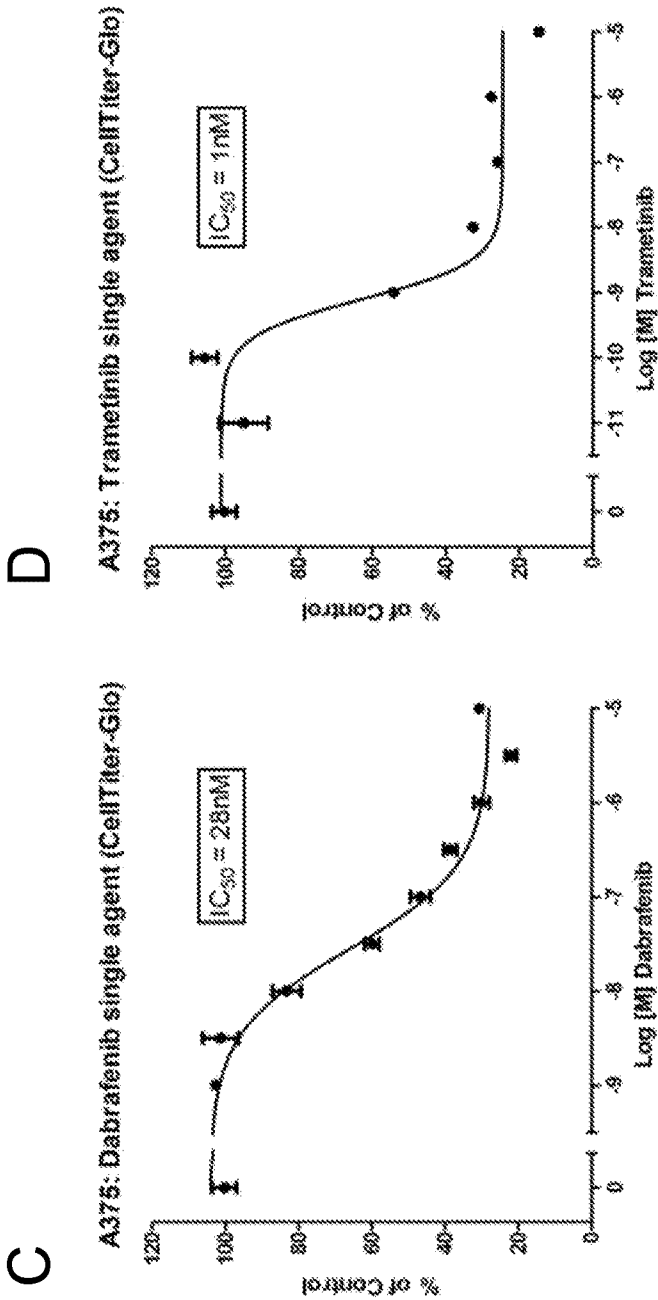 C
A375: Dabrafenib single agent (CellTiter-Glo)
IC50 = 28nM
120
100
80
60
40
20
0
% of Control
0 -9 -8 -7 -6 -5
Log [M] Dabrafenib
D
A375: Trametinib single agent (CellTiter-Glo)
IC50 = 1nM
120
100
80
60
40
20
0
% of Control
0 -11 -10 -9 -8 -7 -6 -5
Log [M] Trametinib